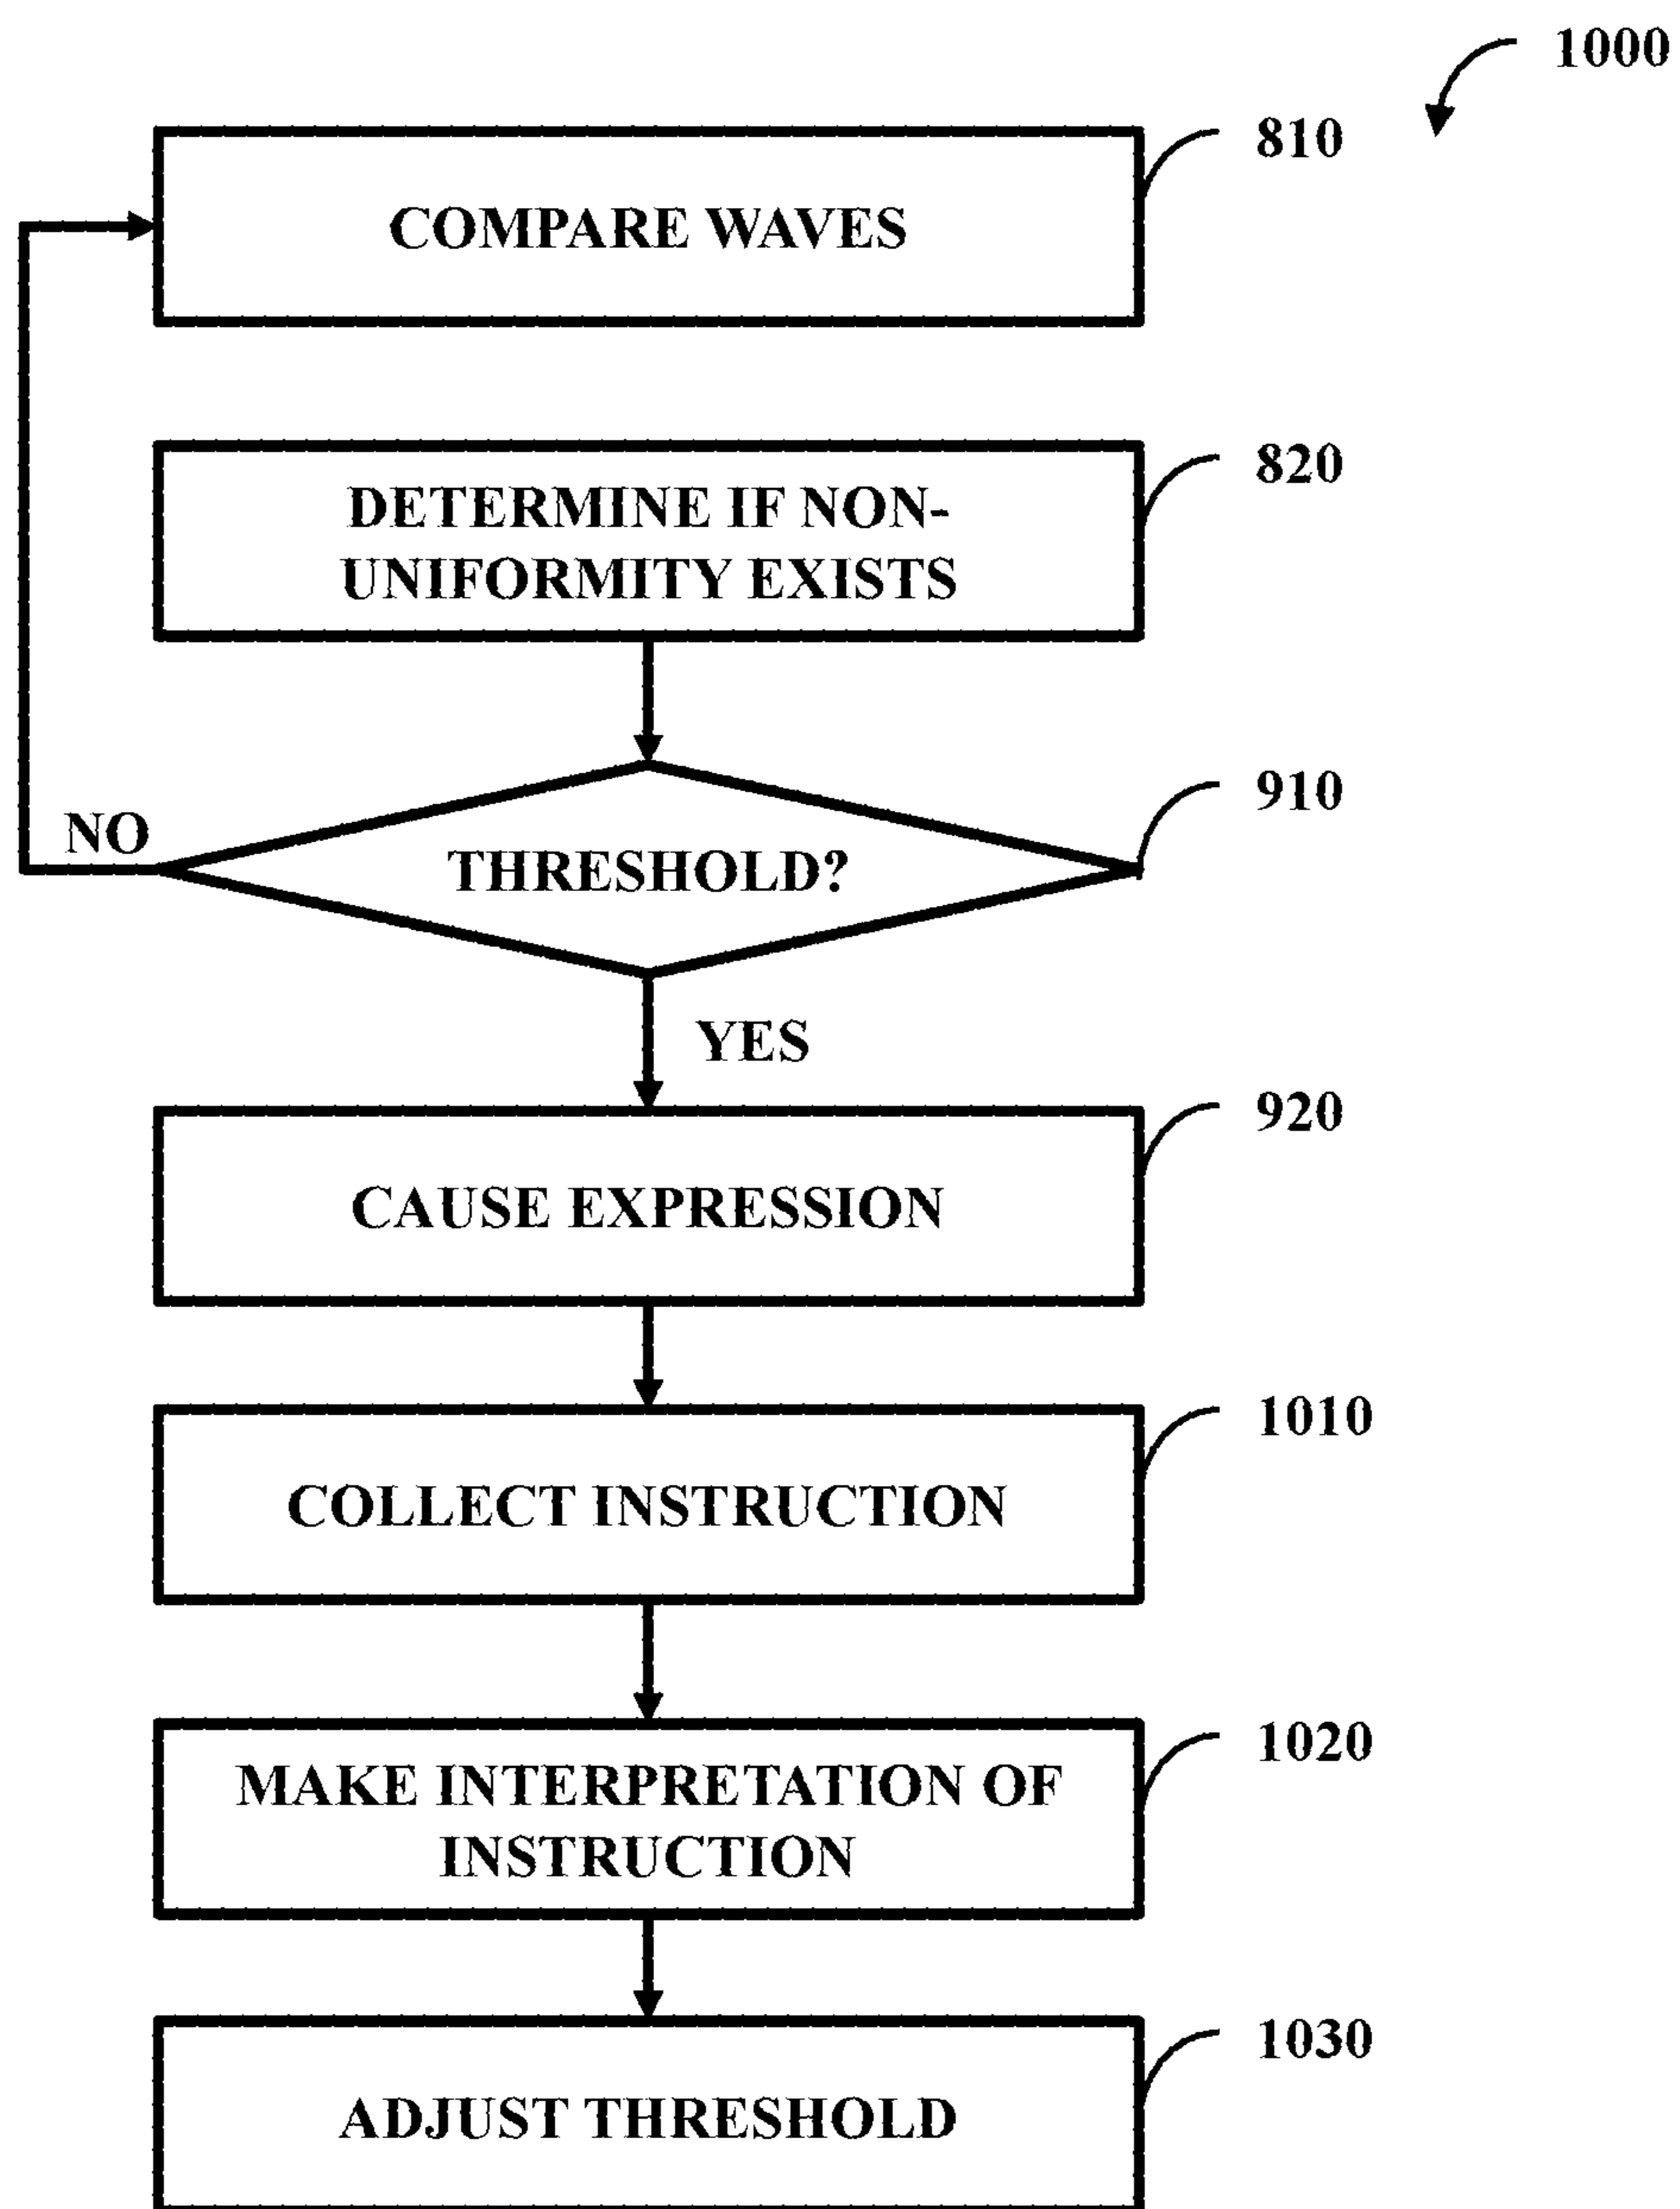 1000
810
COMPARE WAVES
820
DETERMINE IF NON-
UNIFORMITY EXISTS
910
NO
THRESHOLD?
YES
920
CAUSE EXPRESSION
1010
COLLECT INSTRUCTION
1020
MAKE INTERPRETATION OF
INSTRUCTION
1030
ADJUST THRESHOLD